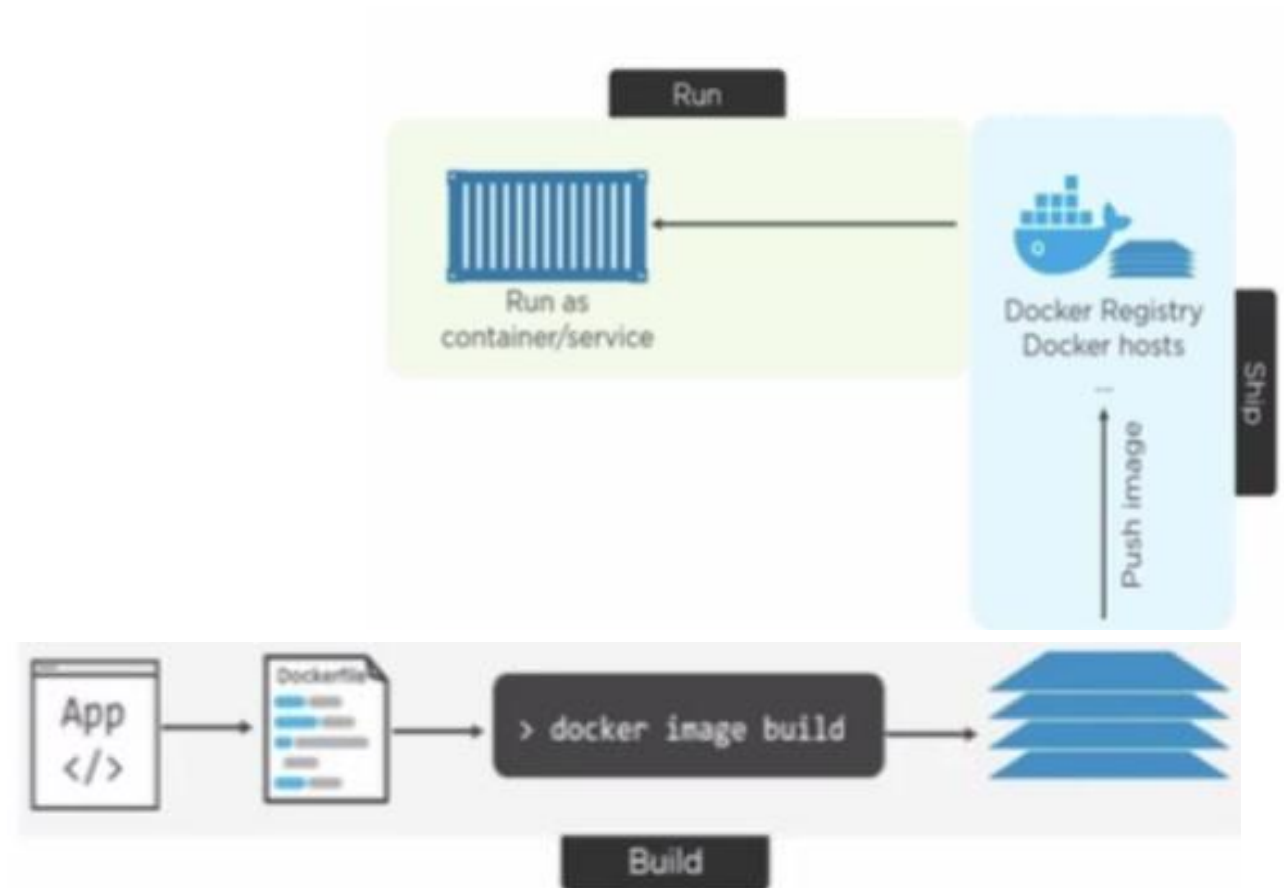 Run
Run as
container/service
Docker Registry
Docker hosts
...
Ship
Push image
App
</>
Dockerfile
> docker image build
Build